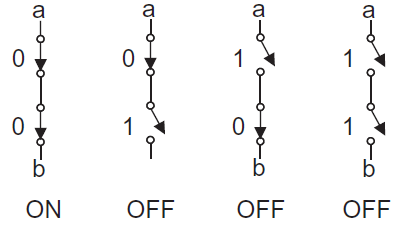 a a a a
0 0 1 1
0 1 0 1
b b b
ON OFF OFF OFF